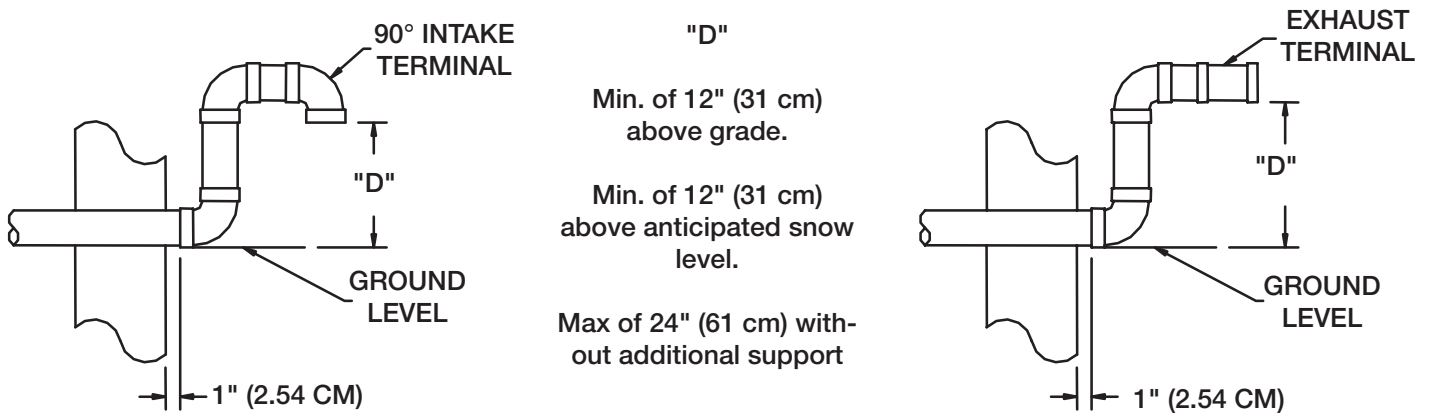 90° INTAKE
TERMINAL
"D"
GROUND
LEVEL
1" (2.54 CM)
"D"
Min. of 12" (31 cm)
above grade.
Min. of 12" (31 cm)
above anticipated snow
level.
Max of 24" (61 cm) with-
out additional support
EXHAUST
TERMINAL
"D"
GROUND
LEVEL
1" (2.54 CM)